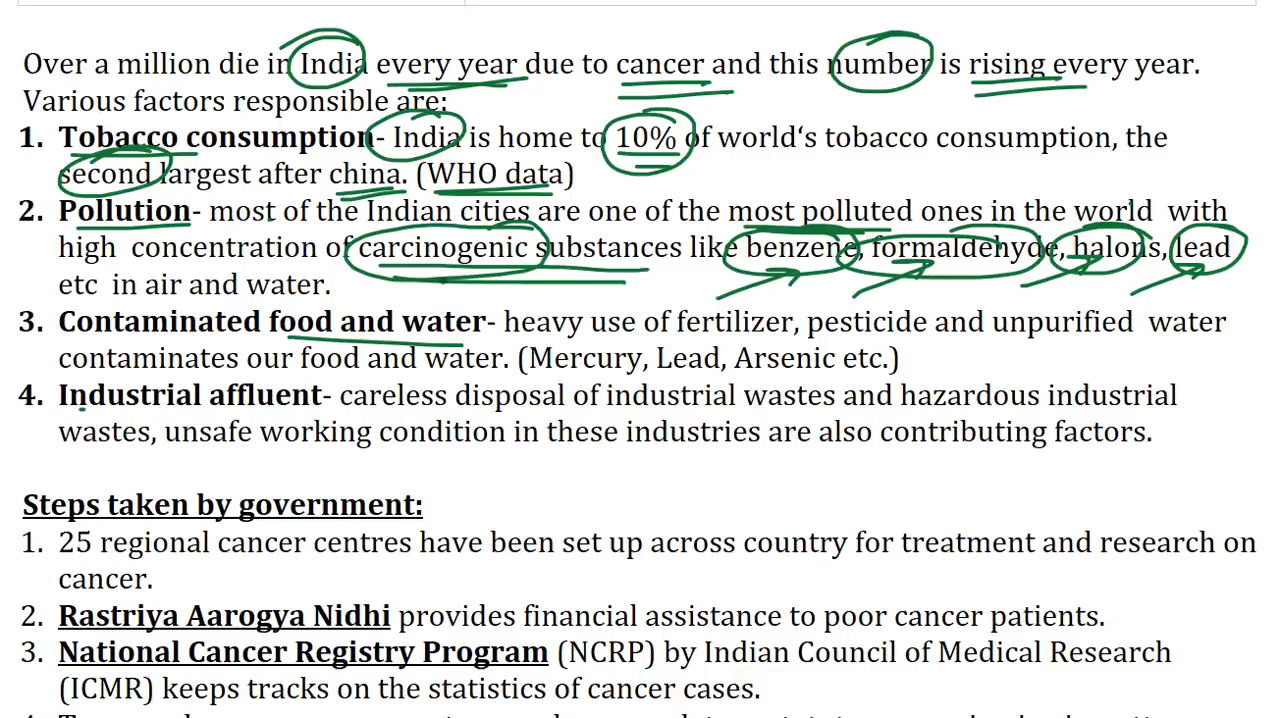 Over a million die in India every year due to cancer and this number is rising every year.
Various factors responsible are:
1. Tobacco consumption- India is home to 10% of world's tobacco consumption, the
second largest after china. (WHO data)
2. Pollution- most of the Indian cities are one of the most polluted ones in the world with
high concentration of carcinogenic substances like benzene, formaldehyde, halons, lead
etc in air and water.
3. Contaminated food and water- heavy use of fertilizer, pesticide and unpurified water
contaminates our food and water. (Mercury, Lead, Arsenic etc.)
4. Industrial affluent- careless disposal of industrial wastes and hazardous industrial
wastes, unsafe working condition in these industries are also contributing factors.
Steps taken by government:
1. 25 regional cancer centres have been set up across country for treatment and research on
cancer.
2. Rastriya Aarogya Nidhi provides financial assistance to poor cancer patients.
3. National Cancer Registry Program (NCRP) by Indian Council of Medical Research
(ICMR) keeps tracks on the statistics of cancer cases.